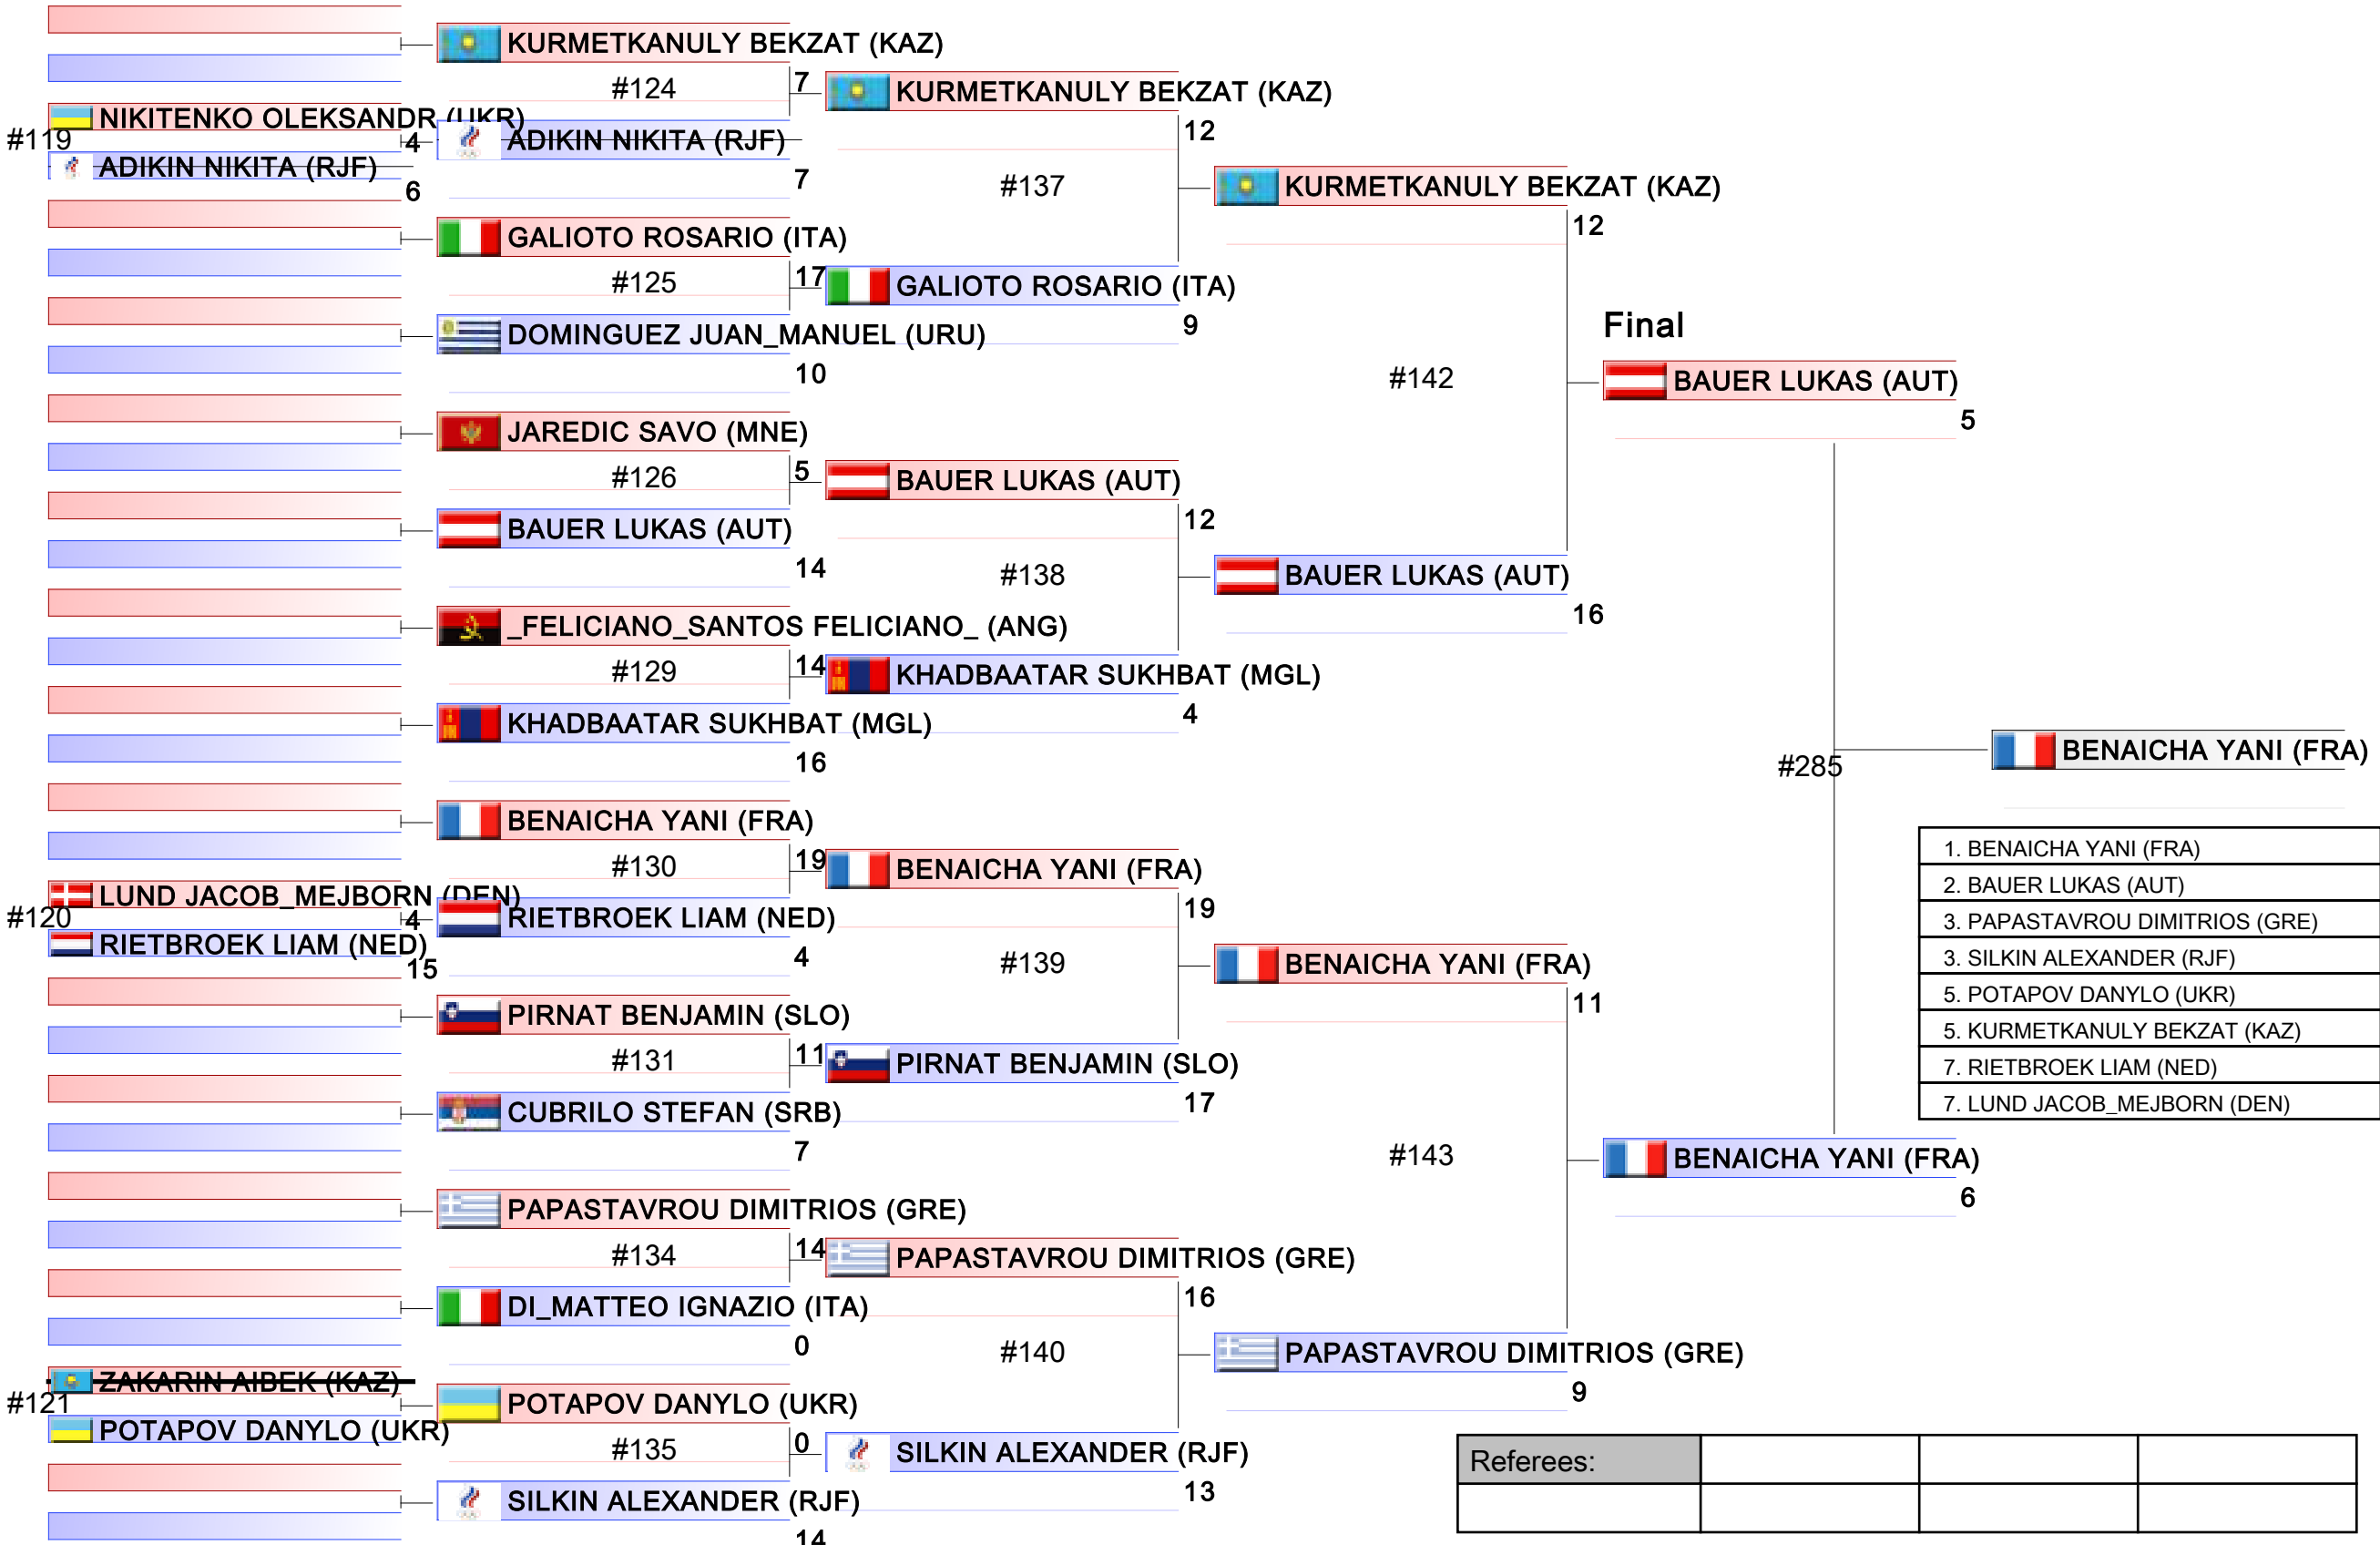 KURMETKANULY BEKZAT (KAZ)
#124
7
NIKITENKO OLEKSANDR (UKR)
#119
4
ADIKIN NIKITA (RJF)
6
ADIKIN NIKITA (RJF)
7
GALIOTO ROSARIO (ITA)
#125
17
DOMINGUEZ JUAN_MANUEL (URU)
10
JAREDIC SAVO (MNE)
#126
5
BAUER LUKAS (AUT)
14
_FELICIANO_SANTOS FELICIANO_ (ANG)
#129
14
KHADBAATAR SUKHBAT (MGL)
16
BENAICHA YANI (FRA)
#130
19
LUND JACOB_MEJBORN (DEN)
#120
4
RIETBROEK LIAM (NED)
15
RIETBROEK LIAM (NED)
4
PIRNAT BENJAMIN (SLO)
#131
11
CUBRILO STEFAN (SRB)
7
PAPASTAVROU DIMITRIOS (GRE)
#134
14
DI_MATTEO IGNAZIO (ITA)
0
ZAKARIN AIBEK (KAZ)
#121
POTAPOV DANYLO (UKR)
POTAPOV DANYLO (UKR)
#135
0
SILKIN ALEXANDER (RJF)
14
KURMETKANULY BEKZAT (KAZ)
12
#137
GALIOTO ROSARIO (ITA)
9
BAUER LUKAS (AUT)
12
#138
KHADBAATAR SUKHBAT (MGL)
4
BENAICHA YANI (FRA)
19
#139
PIRNAT BENJAMIN (SLO)
17
PAPASTAVROU DIMITRIOS (GRE)
16
#140
SILKIN ALEXANDER (RJF)
13
KURMETKANULY BEKZAT (KAZ)
12
#142
BAUER LUKAS (AUT)
16
BENAICHA YANI (FRA)
11
#143
PAPASTAVROU DIMITRIOS (GRE)
9
Final
BAUER LUKAS (AUT)
5
#285
BENAICHA YANI (FRA)
6
BENAICHA YANI (FRA)
1. BENAICHA YANI (FRA)
2. BAUER LUKAS (AUT)
3. PAPASTAVROU DIMITRIOS (GRE)
3. SILKIN ALEXANDER (RJF)
5. POTAPOV DANYLO (UKR)
5. KURMETKANULY BEKZAT (KAZ)
7. RIETBROEK LIAM (NED)
7. LUND JACOB_MEJBORN (DEN)
Referees: